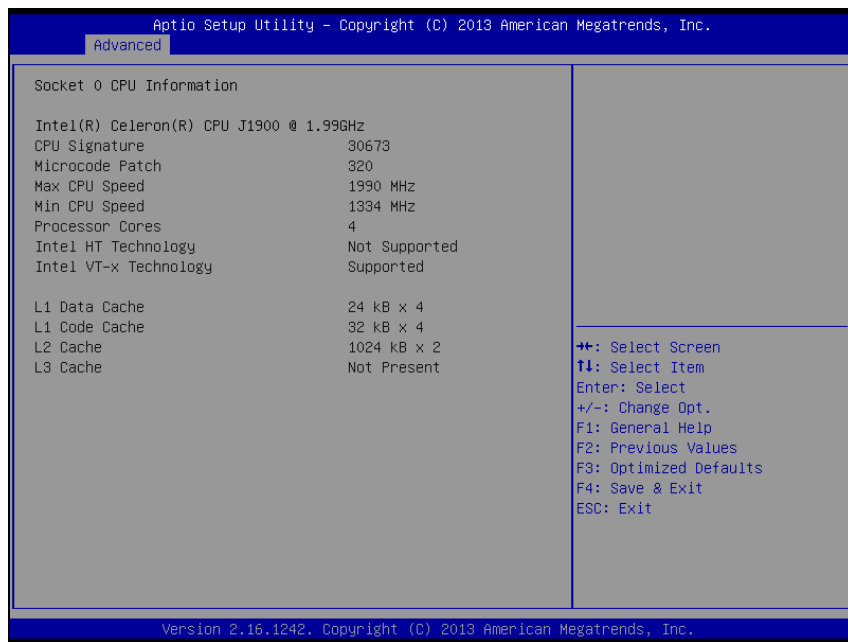 Aptio Setup Utility – Copyright (C) 2013 American Megatrends, Inc.
Advanced
Socket 0 CPU Information
Intel(R) Celeron(R) CPU J1900 @ 1.99GHz
CPU Signature 30673
Microcode Patch 320
Max CPU Speed 1990 MHz
Min CPU Speed 1334 MHz
Processor Cores 4
Intel HT Technology Not Supported
Intel VT-x Technology Supported
L1 Data Cache 24 kB x 4
L1 Code Cache 32 kB x 4
L2 Cache 1024 kB x 2
L3 Cache Not Present
→←: Select Screen
↑↓: Select Item
Enter: Select
+/-: Change Opt.
F1: General Help
F2: Previous Values
F3: Optimized Defaults
F4: Save & Exit
ESC: Exit
Version 2.16.1242. Copyright (C) 2013 American Megatrends, Inc.